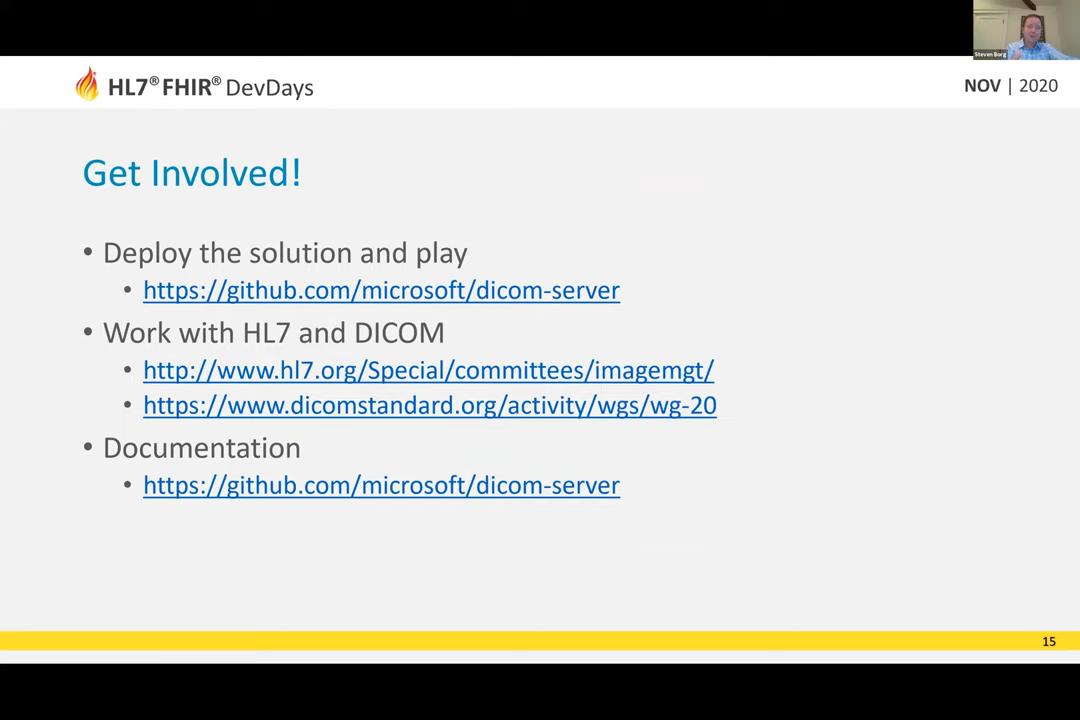 Steven Borg
HL7® FHIR® DevDays
NOV | 2020
Get Involved!
• Deploy the solution and play
• https://github.com/microsoft/dicom-server
• Work with HL7 and DICOM
• http://www.hl7.org/Special/committees/imagemgt/
• https://www.dicomstandard.org/activity/wgs/wg-20
• Documentation
• https://github.com/microsoft/dicom-server
15